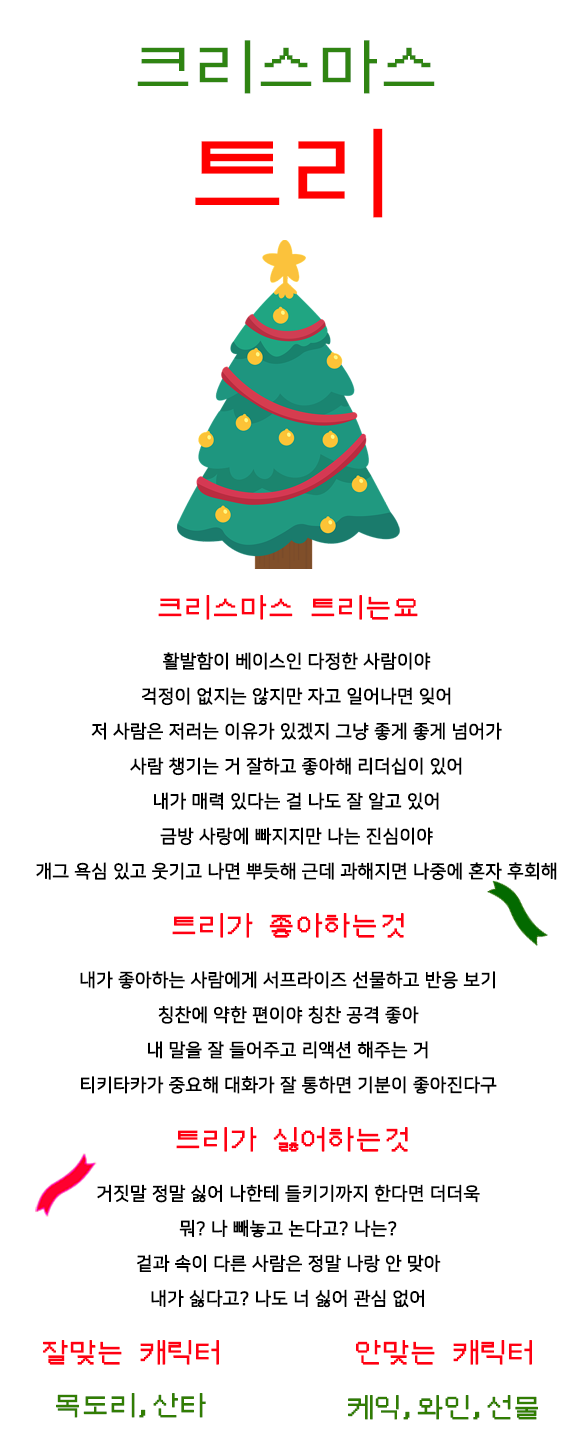 크리스마스
트리
크리스마스 트리는요
활발함이 베이스인 다정한 사람이야
걱정이 없지는 않지만 자고 일어나면 잊어
저 사람은 저러는 이유가 있겠지 그냥 좋게 좋게 넘어가
사람 챙기는 거 잘하고 좋아해 리더십이 있어
내가 매력 있다는 걸 나도 잘 알고 있어
금방 사랑에 빠지지만 나는 진심이야
개그 욕심 있고 웃기고 나면 뿌듯해 근데 과해지면 나중에 혼자 후회해
트리가 좋아하는것
내가 좋아하는 사람에게 서프라이즈 선물하고 반응 보기
칭찬에 약한 편이야 칭찬 공격 좋아
내 말을 잘 들어주고 리액션 해주는 거
티키타카가 중요해 대화가 잘 통하면 기분이 좋아진다구
트리가 싫어하는것
거짓말 정말 싫어 나한테 들키기까지 한다면 더더욱
뭐? 나 빼놓고 논다고? 나는?
겉과 속이 다른 사람은 정말 나랑 안 맞아
내가 싫다고? 나도 너 싫어 관심 없어
잘맞는 캐릭터
목도리, 산타
안맞는 캐릭터
케익, 와인, 선물